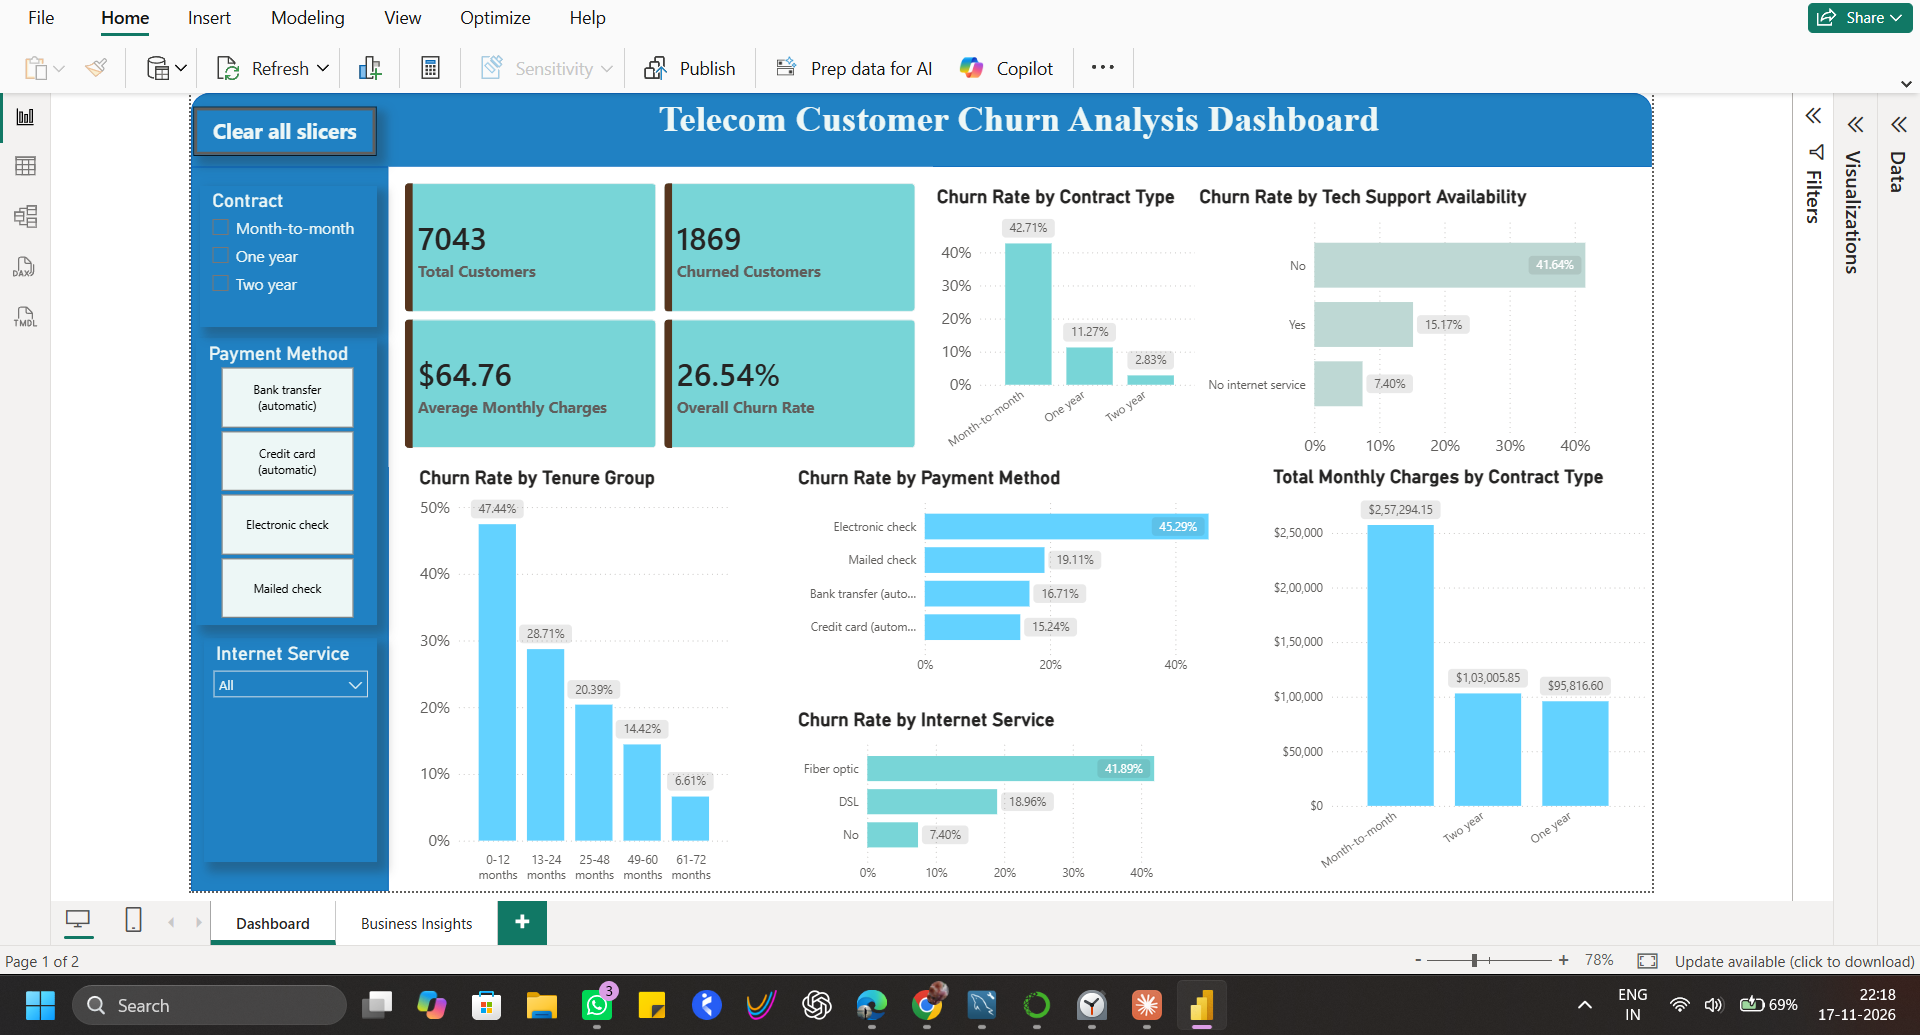 File
Home
Insert
Modeling
View
Optimize
Help
Share
Refresh
Sensitivity
Publish
Prep data for AI
Copilot
DAX
TMDL
Clear all slicers
Telecom Customer Churn Analysis Dashboard
Contract
Month-to-month
One year
Two year
Payment Method
Bank transfer
(automatic)
Credit card
(automatic)
Electronic check
Mailed check
Internet Service
All
7043
Total Customers
1869
Churned Customers
$64.76
Average Monthly Charges
26.54%
Overall Churn Rate
Churn Rate by Contract Type
42.71%
11.27%
2.83%
40%
30%
20%
10%
0%
Month-to-month
One year
Two year
Churn Rate by Tech Support Availability
No
41.64%
Yes
15.17%
No internet service
7.40%
0%
10%
20%
30%
40%
Churn Rate by Tenure Group
50%
40%
30%
20%
10%
0%
47.44%
28.71%
20.39%
14.42%
6.61%
0-12
months
13-24
months
25-48
months
49-60
months
61-72
months
Churn Rate by Payment Method
Electronic check
45.29%
Mailed check
19.11%
Bank transfer (auto...
16.71%
Credit card (autom...
15.24%
0%
20%
40%
Churn Rate by Internet Service
Fiber optic
41.89%
DSL
18.96%
No
7.40%
0%
10%
20%
30%
40%
Total Monthly Charges by Contract Type
$2,57,294.15
$1,03,005.85
$95,816.60
$2,50,000
$2,00,000
$1,50,000
$1,00,000
$50,000
$0
Month-to-month
Two year
One year
Filters
Visualizations
Data
Dashboard
Business Insights
+
Page 1 of 2
- + 78%
Update available (click to download)
Search
3
ENG
IN
69%
22:18
17-11-2026